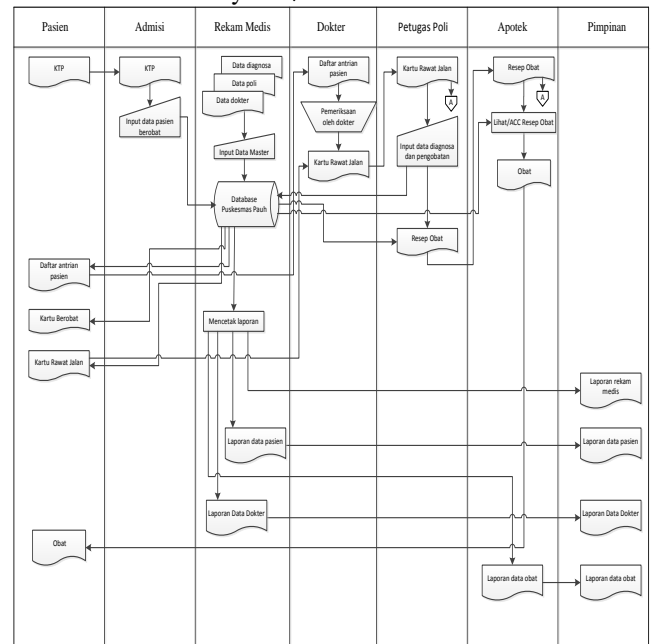 Pasien
Admisi
Rekam Medis
Dokter
Petugas Poli
Apotek
Pimpinan
KTP
KTP
Input data pasien
berobat
Data diagnosa
Data poli
Data dokter
Input Data Master
Database
Puskesmas Pauh
Daftar antrian
pasien
Pemeriksaan
oleh dokter
Kartu Rawat Jalan
Kartu Rawat Jalan
A
Input data diagnosa
dan pengobatan
Resep Obat
Resep Obat
A
Lihat/ACC Resep Obat
Obat
Daftar antrian
pasien
Kartu Berobat
Kartu Rawat Jalan
Mencetak laporan
Laporan rekam
medis
Laporan data pasien
Laporan data pasien
Laporan Data Dokter
Laporan Data Dokter
Obat
Laporan data obat
Laporan data obat